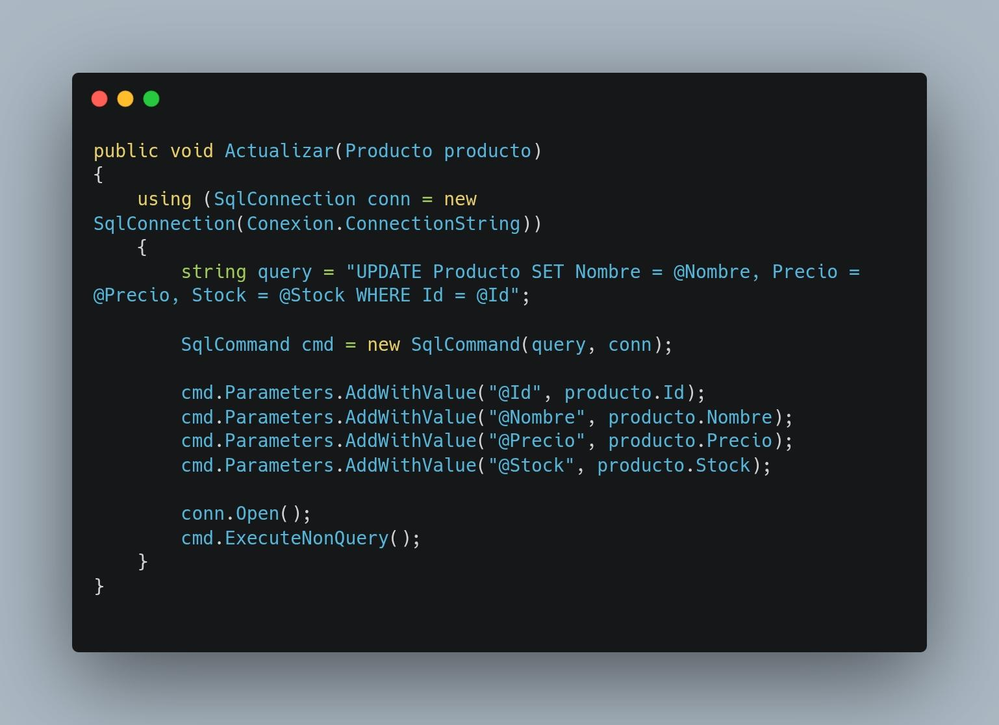 public void Actualizar(Producto producto)
{
    using (SqlConnection conn = new
SqlConnection(Conexion.ConnectionString))
    {
        string query = "UPDATE Producto SET Nombre = @Nombre, Precio =
@Precio, Stock = @Stock WHERE Id = @Id";

        SqlCommand cmd = new SqlCommand(query, conn);

        cmd.Parameters.AddWithValue("@Id", producto.Id);
        cmd.Parameters.AddWithValue("@Nombre", producto.Nombre);
        cmd.Parameters.AddWithValue("@Precio", producto.Precio);
        cmd.Parameters.AddWithValue("@Stock", producto.Stock);

        conn.Open();
        cmd.ExecuteNonQuery();
    }
}